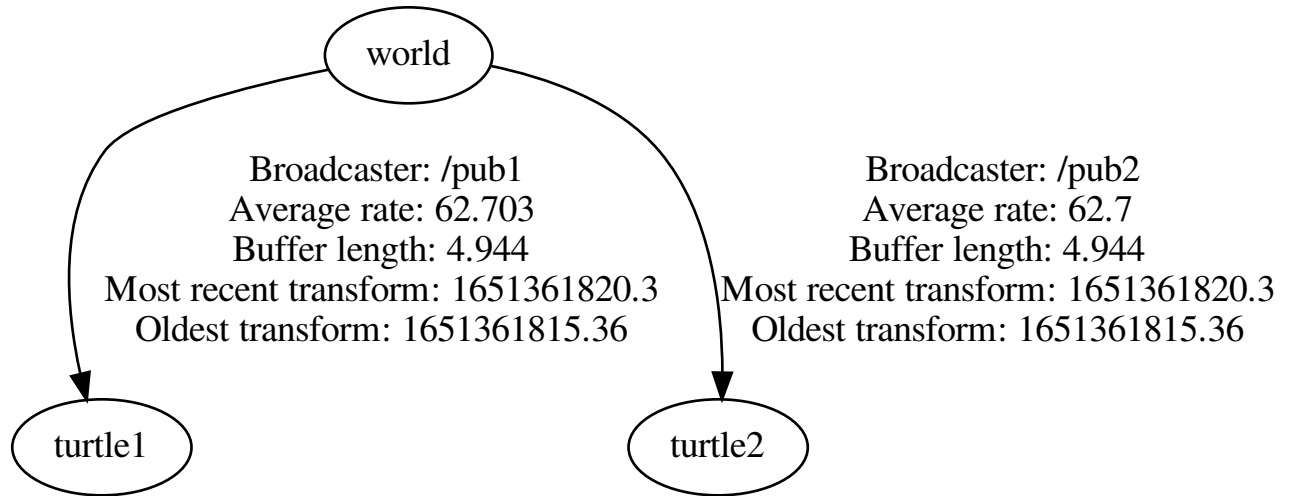 world
Broadcaster: /pub1
Average rate: 62.703
Buffer length: 4.944
Most recent transform: 1651361820.3
Oldest transform: 1651361815.36
Broadcaster: /pub2
Average rate: 62.7
Buffer length: 4.944
Most recent transform: 1651361820.3
Oldest transform: 1651361815.36
turtle1
turtle2